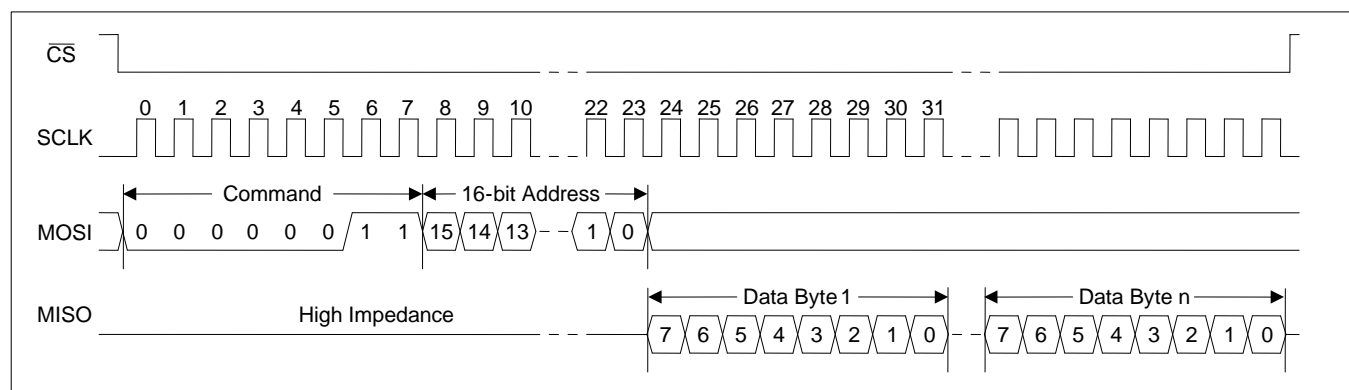 CS
0 1 2 3 4 5 6 7 8 9 10 22 23 24 25 26 27 28 29 30 31
SCLK
Command 16-bit Address
MOSI 0 0 0 0 0 0 1 1 15 14 13 1 0
Data Byte 1 Data Byte n
MISO High Impedance
7 6 5 4 3 2 1 0 7 6 5 4 3 2 1 0